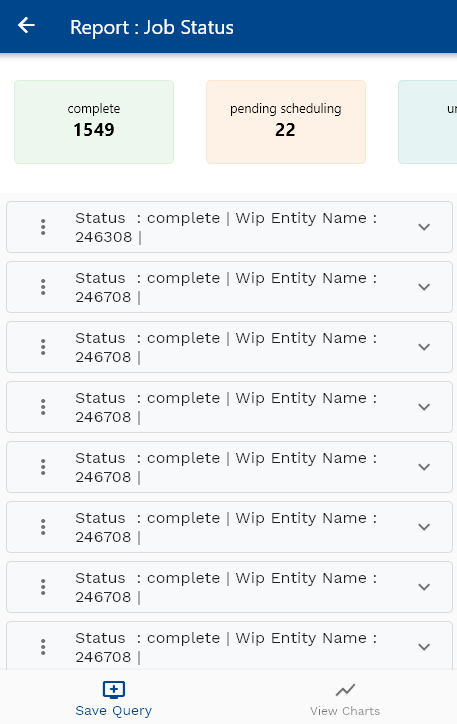 Report : Job Status
complete
1549
pending scheduling
22
Status : complete | Wip Entity Name :
246308 |
Status : complete | Wip Entity Name :
246708 |
Status : complete | Wip Entity Name :
246708 |
Status : complete | Wip Entity Name :
246708 |
Status : complete | Wip Entity Name :
246708 |
Status : complete | Wip Entity Name :
246708 |
Status : complete | Wip Entity Name :
246708 |
Status : complete | Wip Entity Name :
246708 |
Save Query
View Charts